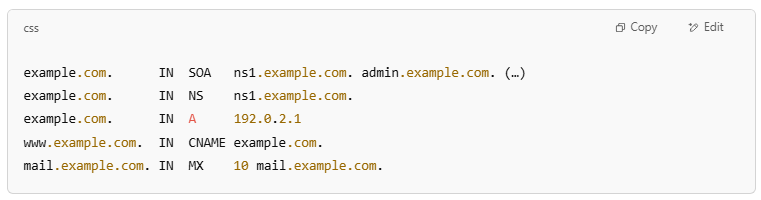 css
Copy
Edit
example.com.      IN  SOA   ns1.example.com. admin.example.com. (…)
example.com.      IN  NS    ns1.example.com.
example.com.      IN  A     192.0.2.1
www.example.com.  IN  CNAME example.com.
mail.example.com. IN  MX    10 mail.example.com.